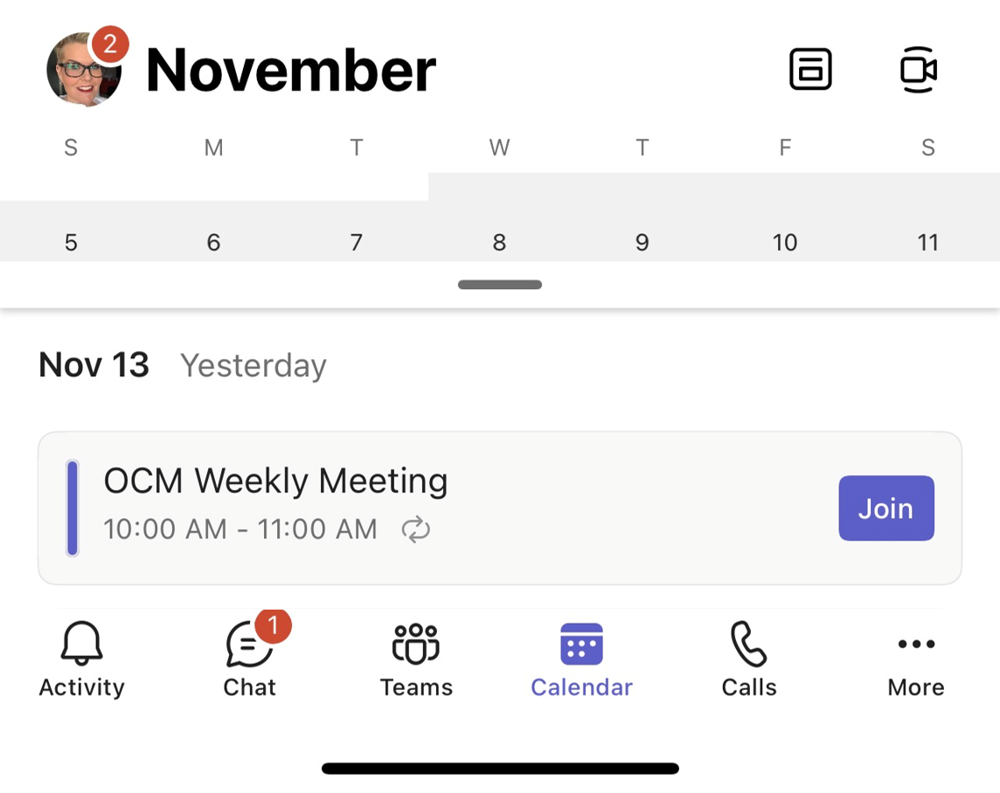 2
November
S M T W T F S
5 6 7 8 9 10 11
Nov 13 Yesterday
OCM Weekly Meeting
10:00 AM - 11:00 AM
Join
1
Activity Chat Teams Calendar Calls More